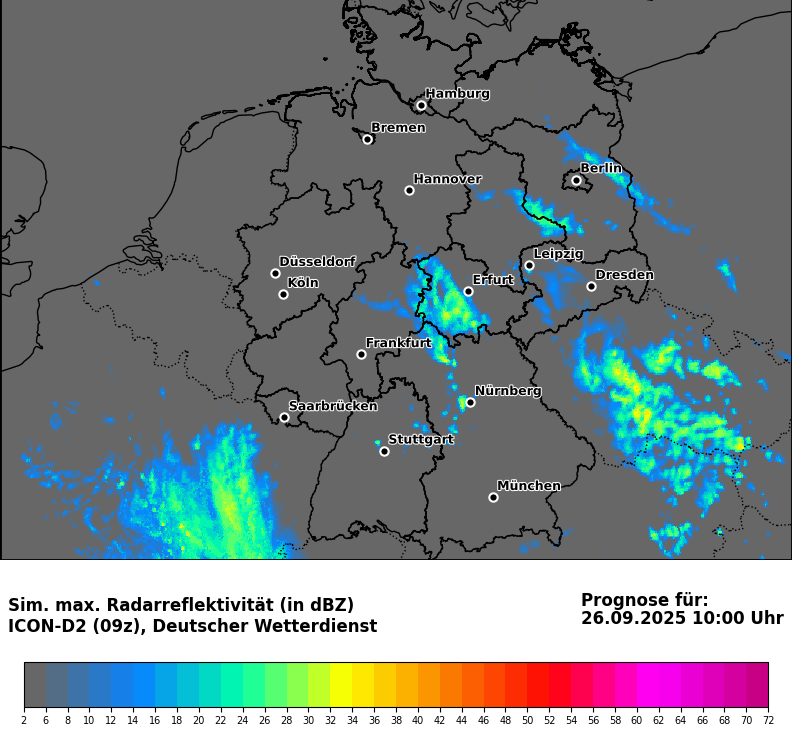 Hamburg
Bremen
Berlin
Hannover
Leipzig
Düsseldorf
Dresden
Köln
Erfurt
Frankfurt
Nürnberg
Saarbrücken
Stuttgart
München
Sim. max. Radarreflektivität (in dBZ)
ICON-D2 (09z), Deutscher Wetterdienst
Prognose für:
26.09.2025 10:00 Uhr
2 6 8 10 12 14 16 18 20 22 24 26 28 30 32 34 36 38 40 42 44 46 48 50 52 54 56 58 60 62 64 66 68 70 72